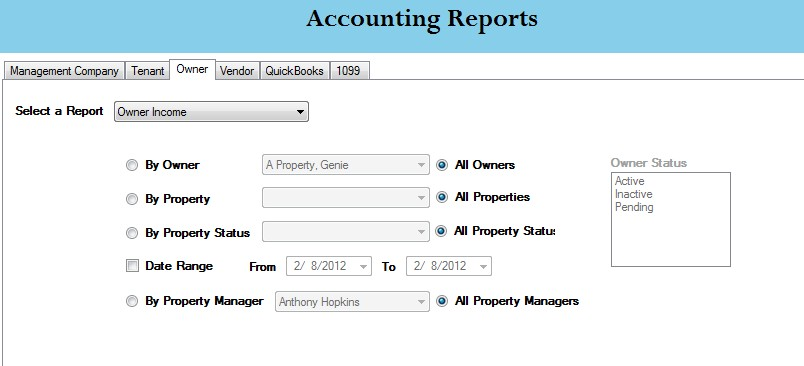 Accounting Reports
Management Company Tenant Owner Vendor QuickBooks 1099
Select a Report Owner Income
By Owner A Property, Genie All Owners Owner Status
Active
Inactive
By Property All Properties Pending
By Property Status All Property Status
Date Range From 2/ 8/2012 To 2/ 8/2012
By Property Manager Anthony Hopkins All Property Managers